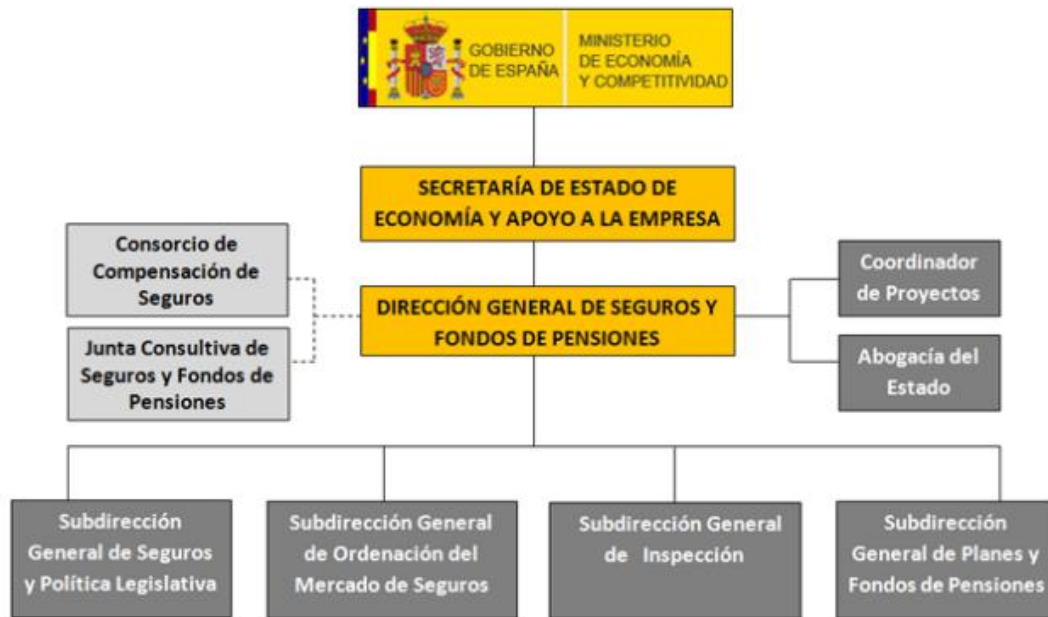 GOBIERNO
DE ESPAÑA
MINISTERIO
DE ECONOMÍA
Y COMPETITIVIDAD
SECRETARÍA DE ESTADO DE
ECONOMÍA Y APOYO A LA EMPRESA
Consorcio de
Compensación de
Seguros
Junta Consultiva de
Seguros y Fondos de
Pensiones
DIRECCIÓN GENERAL DE SEGUROS Y
FONDOS DE PENSIONES
Coordinador
de Proyectos
Abogacía del
Estado
Subdirección
General de Seguros
y Política Legislativa
Subdirección General
de Ordenación del
Mercado de Seguros
Subdirección General
de Inspección
Subdirección
General de Planes y
Fondos de Pensiones